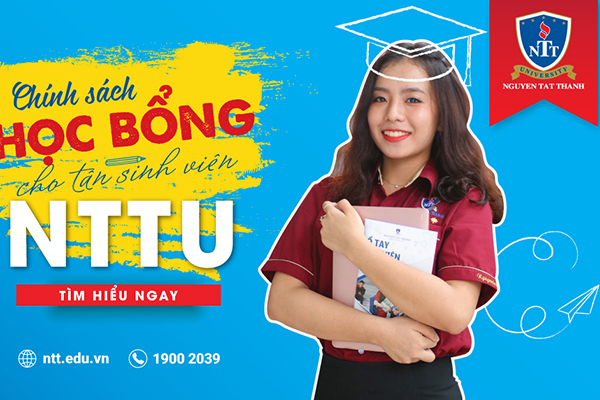 Chính sách
HỌC BỔNG
cho tân sinh viên
NTTU
TÌM HIỂU NGAY
ntt.edu.vn
1900 2039
NTT
UNIVERSITY
NGUYEN TAT THANH
TAY